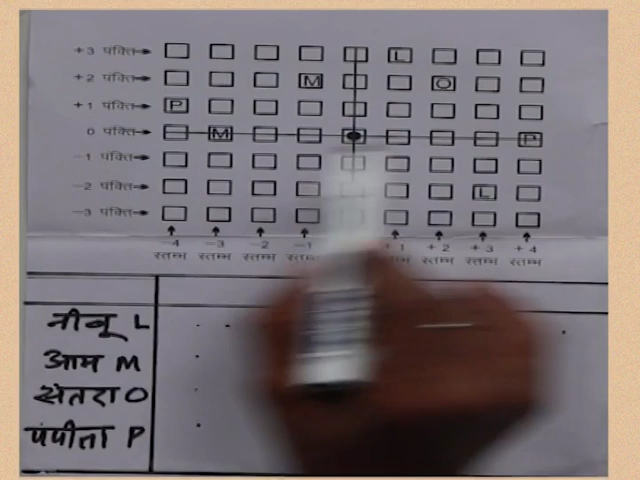 +3 पंक्ति L
+2 पंक्ति M O
+1 पंक्ति P
0 पंक्ति M P
−1 पंक्ति
−2 पंक्ति L
−3 पंक्ति
−4 −3 −2 −1 +1 +2 +3 +4
स्तम्भ स्तम्भ स्तम्भ स्तम्भ स्तम्भ स्तम्भ स्तम्भ स्तम्भ
नीबू L
आम M
संतरा O
पपीता P